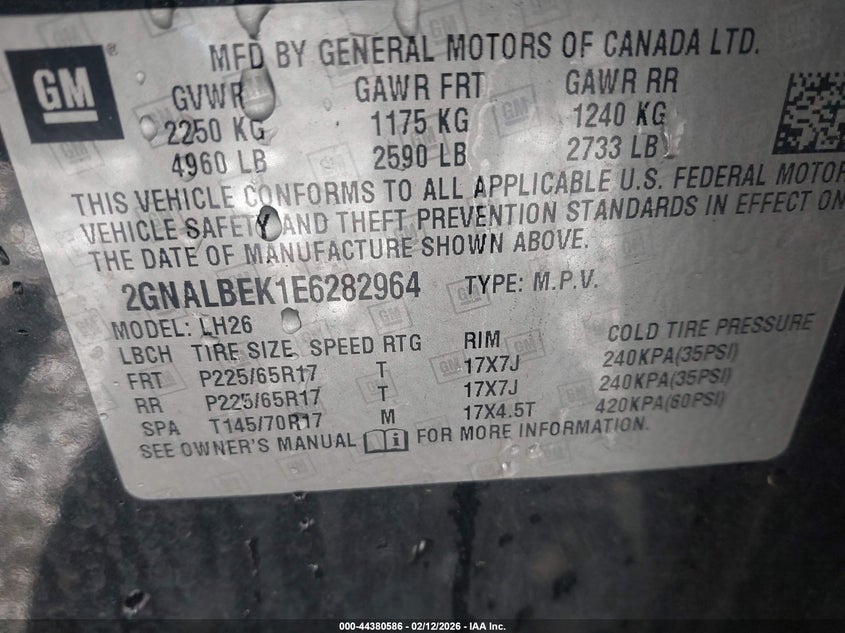 GM ®
MFD BY GENERAL MOTORS OF CANADA LTD.
GVWR GAWR FRT GAWR RR
2250 KG 1175 KG 1240 KG
4960 LB 2590 LB 2733 LB
THIS VEHICLE CONFORMS TO ALL APPLICABLE U.S. FEDERAL MOTOR
VEHICLE SAFETY AND THEFT PREVENTION STANDARDS IN EFFECT ON
THE DATE OF MANUFACTURE SHOWN ABOVE.
2GNALBEK1E6282964 TYPE: M.P.V.
MODEL: LH26
LBCH TIRE SIZE SPEED RTG RIM COLD TIRE PRESSURE
FRT P225/65R17 T 17X7J 240KPA(35PSI)
RR P225/65R17 T 17X7J 240KPA(35PSI)
SPA T145/70R17 M 17X4.5T 420KPA(60PSI)
SEE OWNER'S MANUAL FOR MORE INFORMATION.
000-44380586 - 02/12/2026 - IAA Inc.